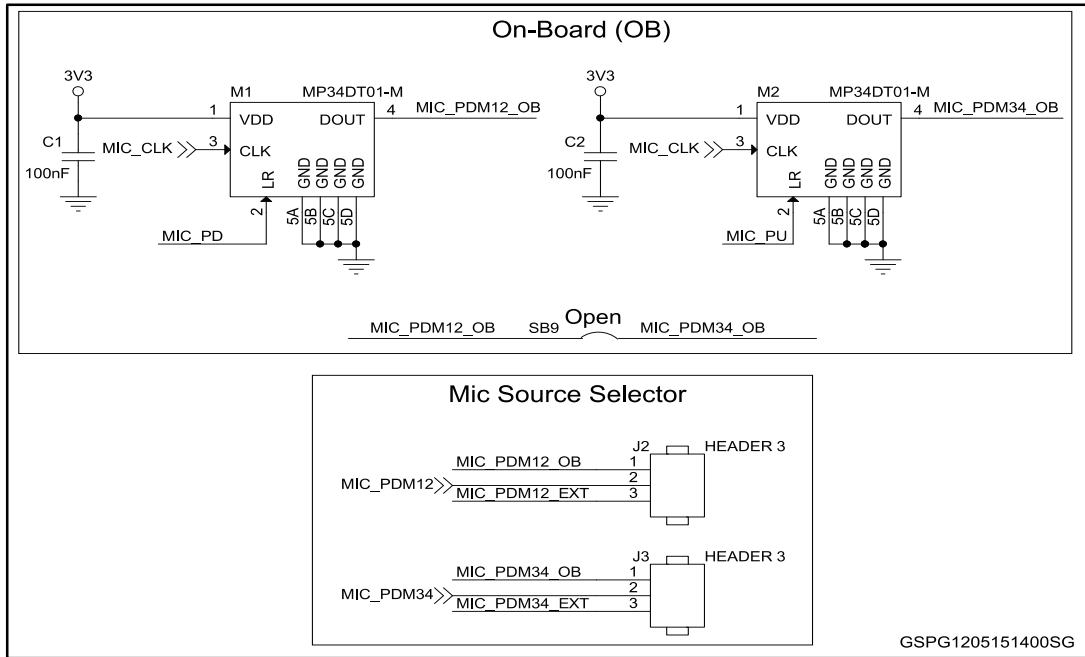 On-Board (OB)
3V3
M1 MP34DT01-M
1 VDD DOUT 4 MIC_PDM12_OB
C1
100nF
MIC_CLK 3 CLK
LR GND GND GND GND
2 5A 5B 5C 5D
MIC_PD
3V3
M2 MP34DT01-M
1 VDD DOUT 4 MIC_PDM34_OB
C2
100nF
MIC_CLK 3 CLK
LR GND GND GND GND
2 5A 5B 5C 5D
MIC_PU
MIC_PDM12_OB SB9 Open MIC_PDM34_OB
Mic Source Selector
J2 HEADER 3
MIC_PDM12_OB 1
MIC_PDM12 2
MIC_PDM12_EXT 3
J3 HEADER 3
MIC_PDM34_OB 1
MIC_PDM34 2
MIC_PDM34_EXT 3
GSPG1205151400SG